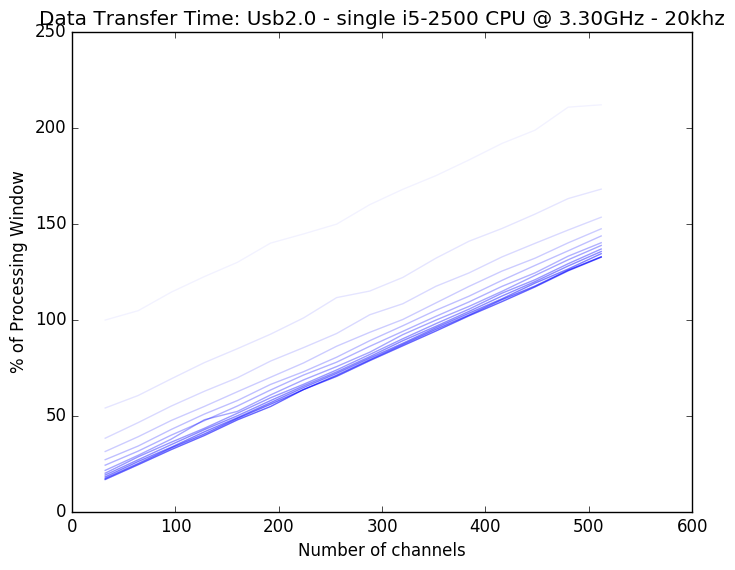 Data Transfer Time: Usb2.0 - single i5-2500 CPU @ 3.30GHz - 20khz
250
200
150
100
50
0
% of Processing Window
0 100 200 300 400 500 600
Number of channels